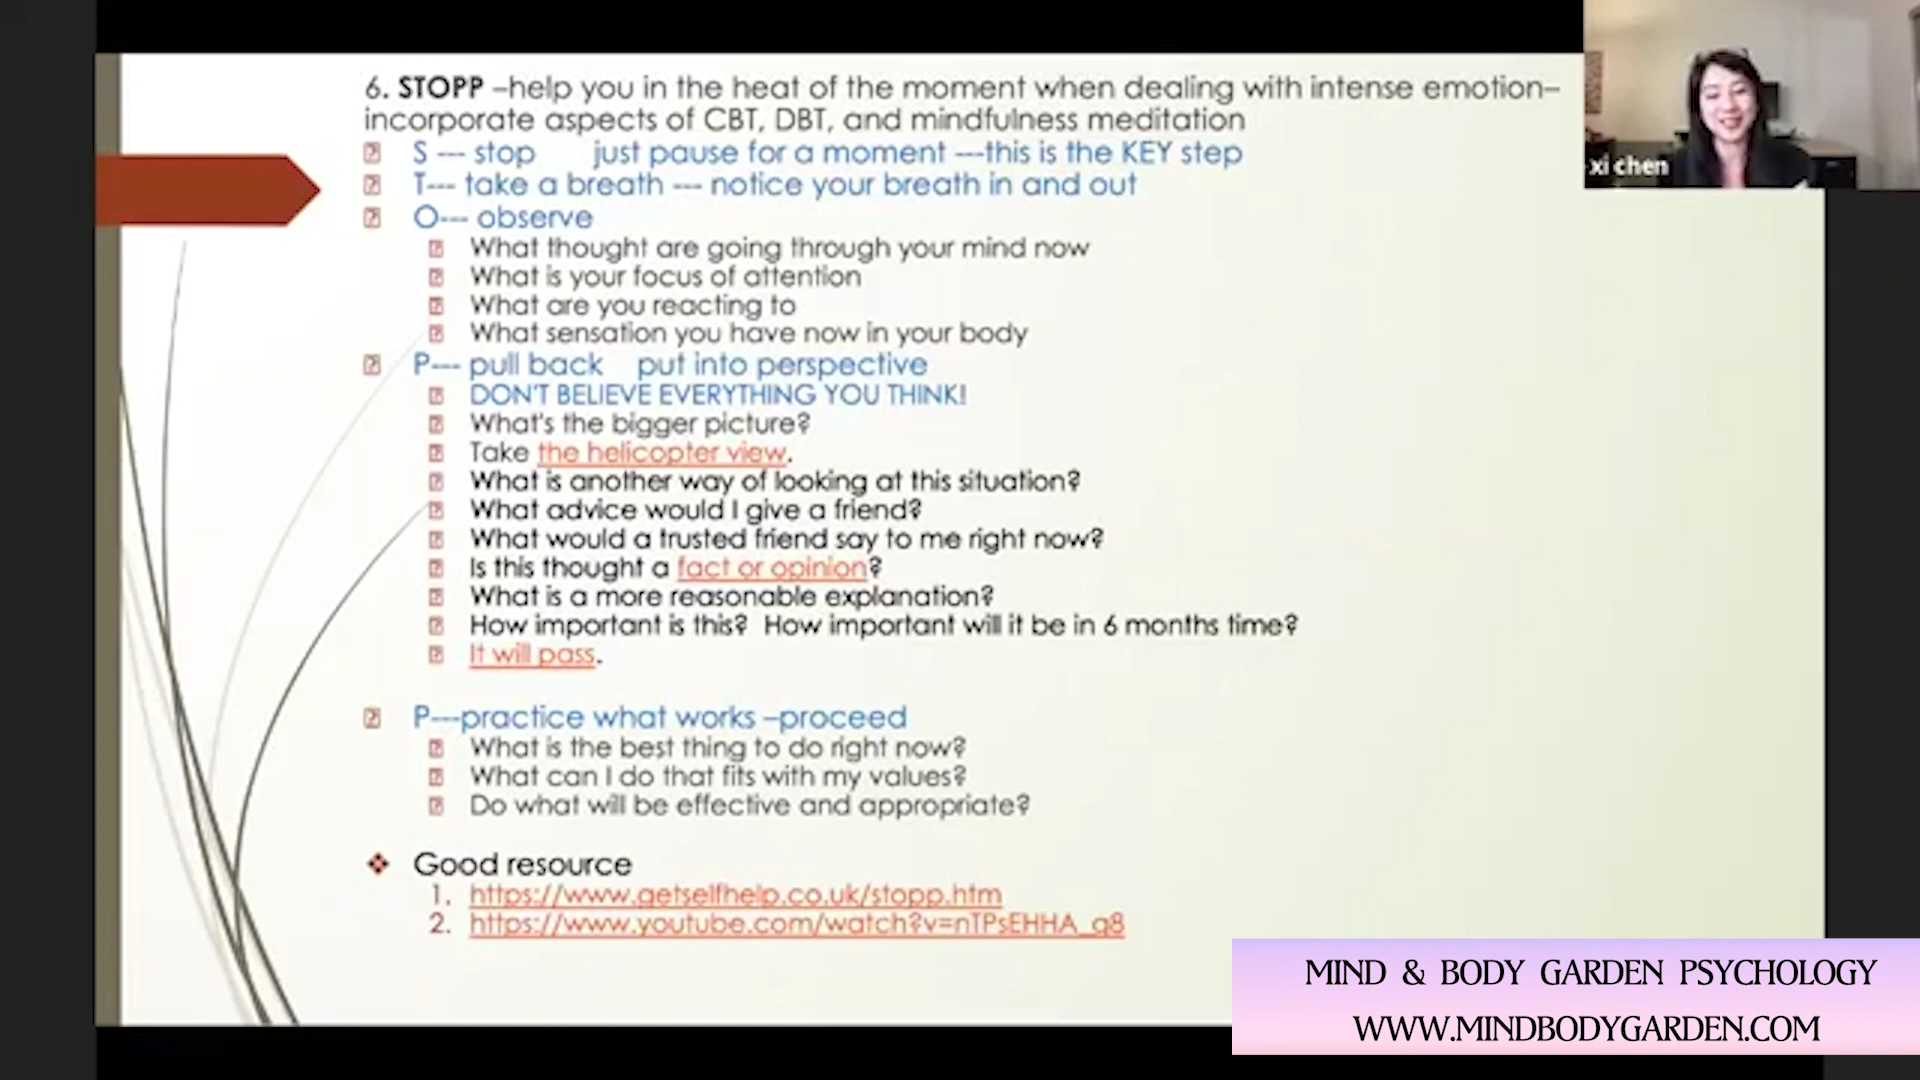 6. STOPP –help you in the heat of the moment when dealing with intense emotion–
incorporate aspects of CBT, DBT, and mindfulness meditation
S --- stop just pause for a moment ---this is the KEY step
T--- take a breath --- notice your breath in and out
O--- observe
What thought are going through your mind now
What is your focus of attention
What are you reacting to
What sensation you have now in your body
P--- pull back put into perspective
DON'T BELIEVE EVERYTHING YOU THINK!
What's the bigger picture?
Take the helicopter view.
What is another way of looking at this situation?
What advice would I give a friend?
What would a trusted friend say to me right now?
Is this thought a fact or opinion?
What is a more reasonable explanation?
How important is this? How important will it be in 6 months time?
It will pass.
P---practice what works –proceed
What is the best thing to do right now?
What can I do that fits with my values?
Do what will be effective and appropriate?
Good resource
1. https://www.getselfhelp.co.uk/stopp.htm
2. https://www.youtube.com/watch?v=nTPsEHHA_q8
xi chen
MIND & BODY GARDEN PSYCHOLOGY
WWW.MINDBODYGARDEN.COM